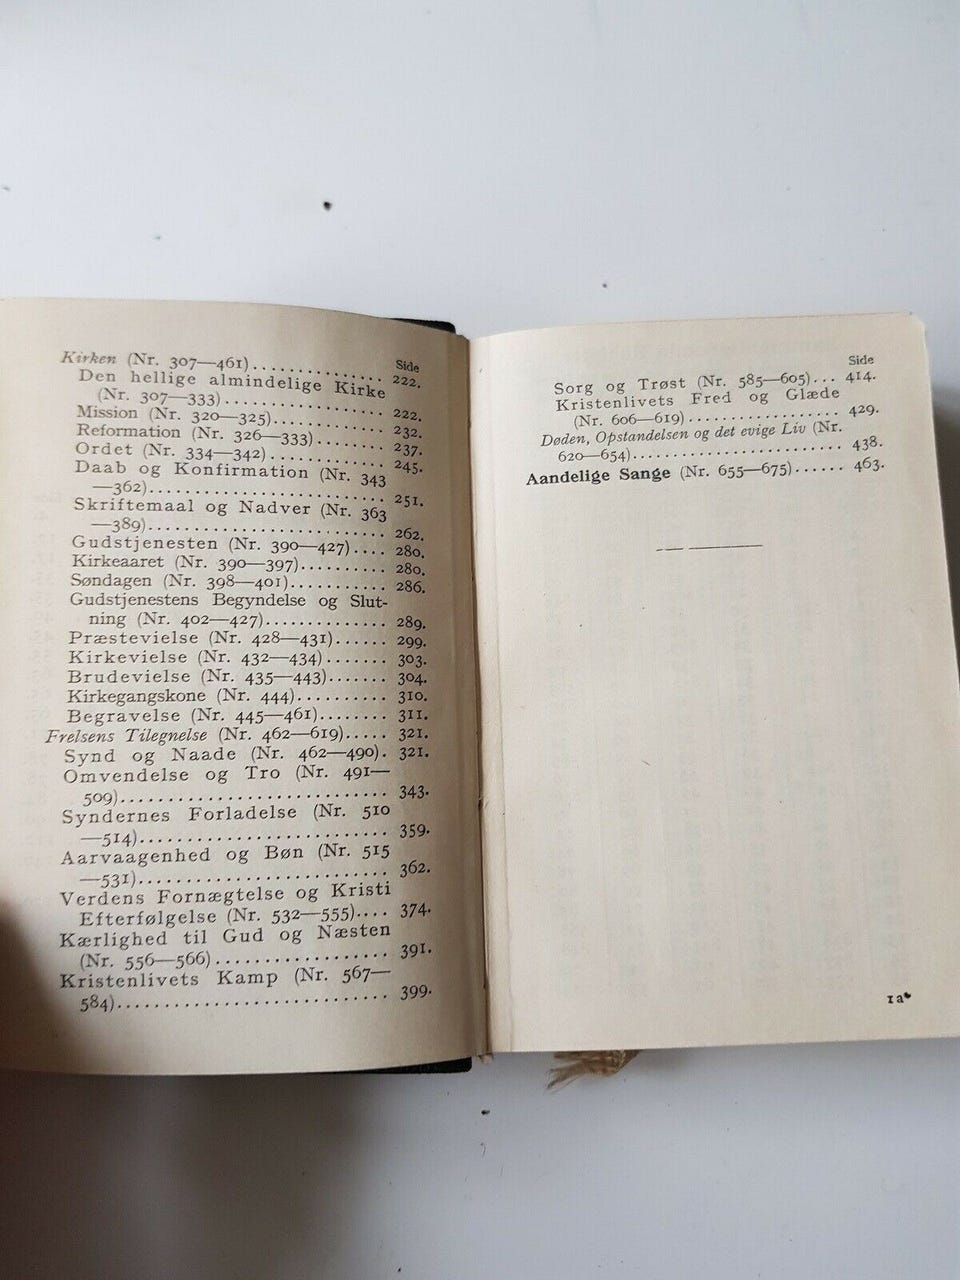 Side
Kirken (Nr. 307—461)............... 222.
Den hellige almindelige Kirke
(Nr. 307—333)................. 222.
Mission (Nr. 320—325)........... 232.
Reformation (Nr. 326—333)....... 237.
Ordet (Nr. 334—342)............. 245.
Daab og Konfirmation (Nr. 343
—362)........................ 251.
Skriftemaal og Nadver (Nr. 363
—389)........................ 262.
Gudstjenesten (Nr. 390—427).... 280.
Kirkeaaret (Nr. 390—397)......... 280.
Søndagen (Nr. 398—401).......... 286.
Gudstjenestens Begyndelse og Slut-
ning (Nr. 402—427)............. 289.
Præstevielse (Nr. 428—431)...... 299.
Kirkevielse (Nr. 432—434)....... 303.
Brudevielse (Nr. 435—443)....... 304.
Kirkegangskone (Nr. 444)......... 310.
Begravelse (Nr. 445—461)........ 311.
Frelsens Tilegnelse (Nr. 462—619)..... 321.
Synd og Naade (Nr. 462—490). 321.
Omvendelse og Tro (Nr. 491—
509)........................... 343.
Syndernes Forladelse (Nr. 510
—514)........................ 359.
Aarvaagenhed og Bøn (Nr. 515
—531)........................ 362.
Verdens Fornægtelse og Kristi
Efterfølgelse (Nr. 532—555).... 374.
Kærlighed til Gud og Næsten
(Nr. 556—566).................. 391.
Kristenlivets Kamp (Nr. 567—
584)........................... 399.
Side
Sorg og Trøst (Nr. 585—605)... 414.
Kristenlivets Fred og Glæde
(Nr. 606—619).................. 429.
Døden, Opstandelsen og det evige Liv (Nr.
620—654)........................ 438.
Aandelige Sange (Nr. 655—675)...... 463.
1a*